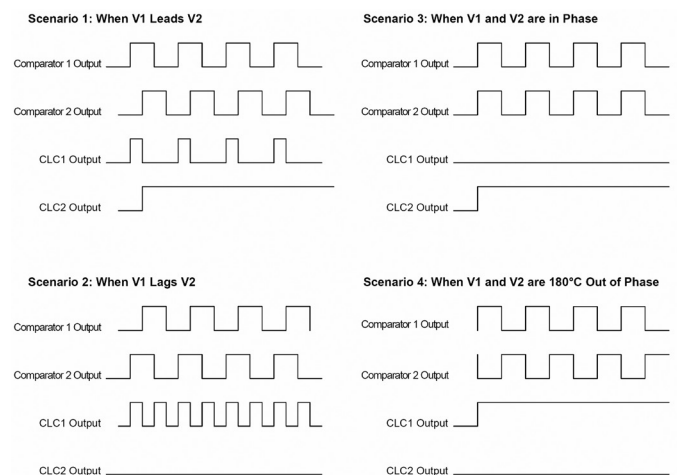 Scenario 1: When V1 Leads V2
Comparator 1 Output
Comparator 2 Output
CLC1 Output
CLC2 Output
Scenario 3: When V1 and V2 are in Phase
Comparator 1 Output
Comparator 2 Output
CLC1 Output
CLC2 Output
Scenario 2: When V1 Lags V2
Comparator 1 Output
Comparator 2 Output
CLC1 Output
CLC2 Output
Scenario 4: When V1 and V2 are 180°C Out of Phase
Comparator 1 Output
Comparator 2 Output
CLC1 Output
CLC2 Output